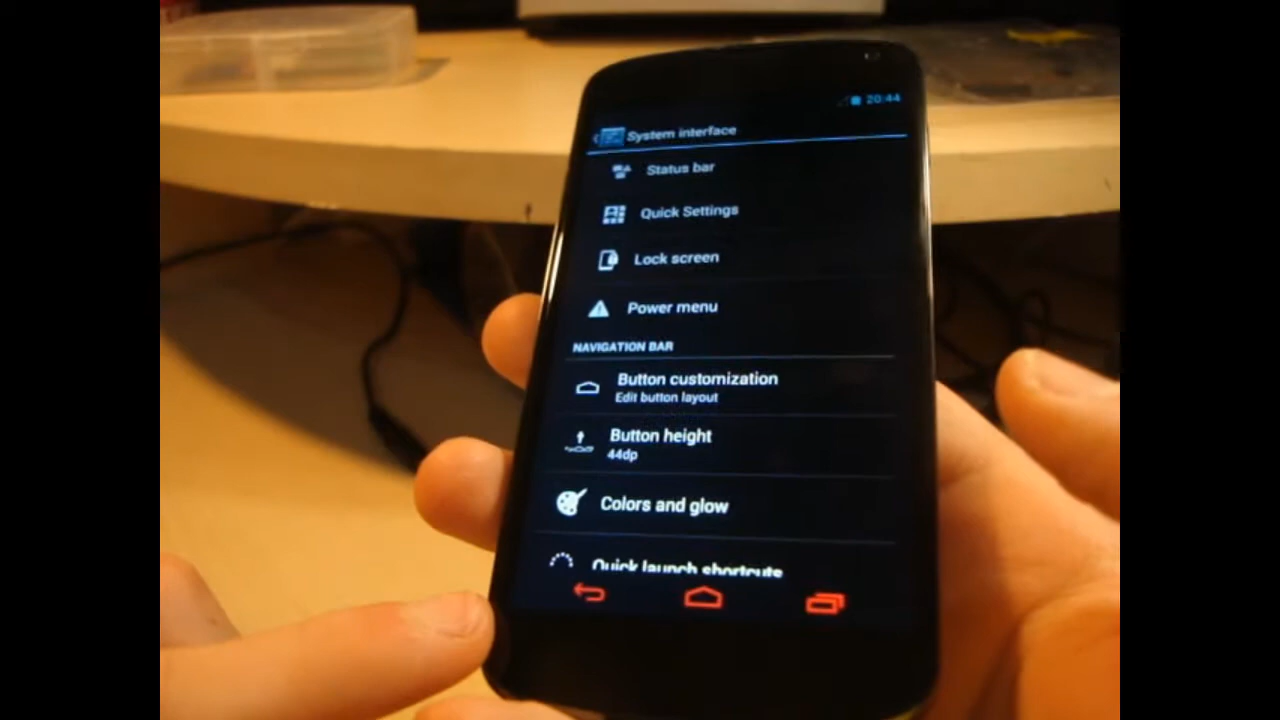 20:44
System interface
Status bar
Quick Settings
Lock screen
Power menu
NAVIGATION BAR
Button customization
Edit button layout
Button height
44dp
Colors and glow
Quick launch shortcuts